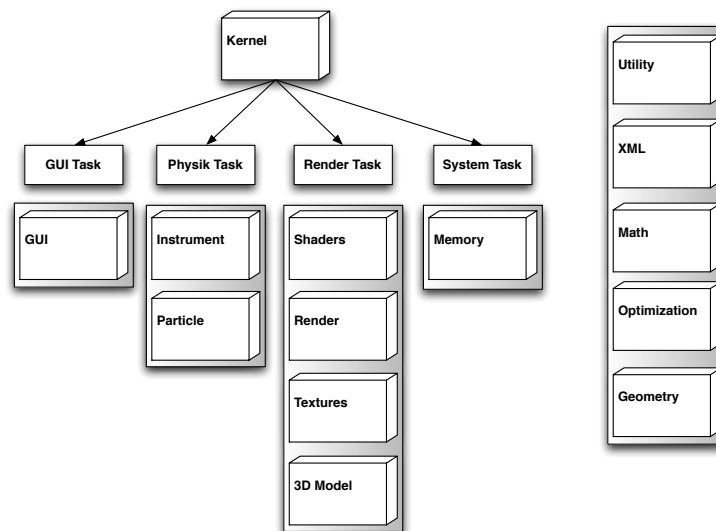 Kernel
GUI Task
Physik Task
Render Task
System Task
GUI
Instrument
Particle
Shaders
Render
Textures
3D Model
Memory
Utility
XML
Math
Optimization
Geometry